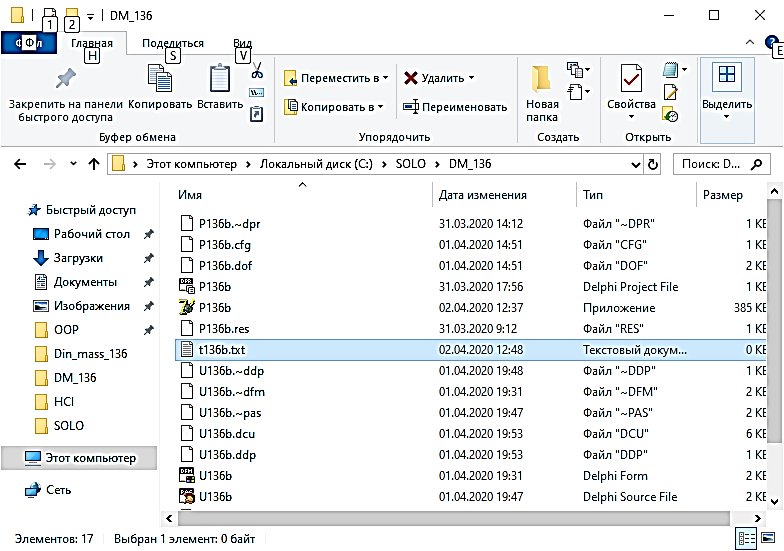 1 2 DM_136
Ф Главная Поделиться Вид
H S V E
Закрепить на панели быстрого доступа
Копировать
Вставить
Переместить в
Копировать в
Удалить
Переименовать
Новая папка
Свойства
Выделить
Буфер обмена Упорядочить Создать Открыть
Этот компьютер > Локальный диск (C:) > SOLO > DM_136 Поиск: D...
Имя Дата изменения Тип Размер
Быстрый доступ
Рабочий стол
Загрузки
Документы
Изображения
OOP
Din_mass_136
DM_136
HCI
SOLO
Этот компьютер
Сеть
P136b.~dpr 31.03.2020 14:12 Файл "~DPR" 1 КБ
P136b.cfg 01.04.2020 14:51 Файл "CFG" 1 КБ
P136b.dof 01.04.2020 14:51 Файл "DOF" 2 КБ
P136b 31.03.2020 17:56 Delphi Project File 1 КБ
P136b 02.04.2020 12:37 Приложение 385 КБ
P136b.res 31.03.2020 9:12 Файл "RES" 1 КБ
t136b.txt 02.04.2020 12:48 Текстовый докум... 0 КБ
U136b.~ddp 01.04.2020 19:48 Файл "~DDP" 1 КБ
U136b.~dfm 01.04.2020 19:31 Файл "~DFM" 2 КБ
U136b.~pas 01.04.2020 19:47 Файл "~PAS" 2 КБ
U136b.dcu 01.04.2020 19:53 Файл "DCU" 6 КБ
U136b.ddp 01.04.2020 19:53 Файл "DDP" 1 КБ
U136b 01.04.2020 19:31 Delphi Form 2 КБ
U136b 01.04.2020 19:47 Delphi Source File 2 КБ
Элементов: 17 Выбран 1 элемент: 0 байт